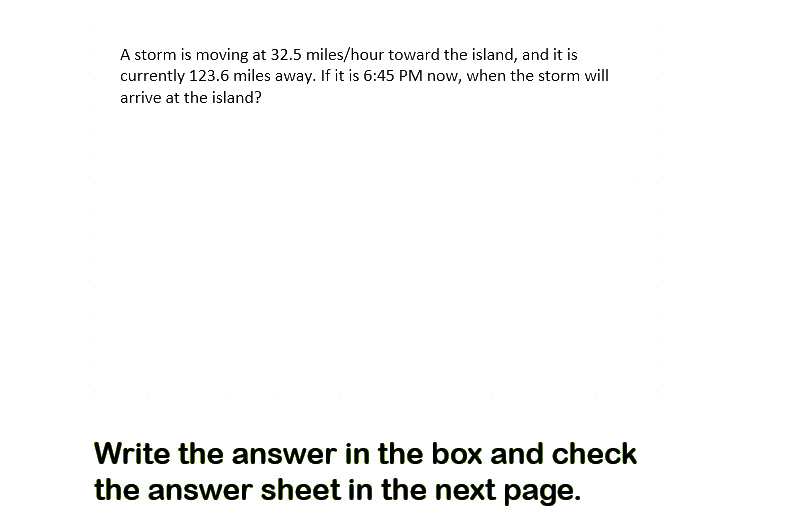 A storm is moving at 32.5 miles/hour toward the island, and it is
currently 123.6 miles away. If it is 6:45 PM now, when the storm will
arrive at the island?
Write the answer in the box and check
the answer sheet in the next page.